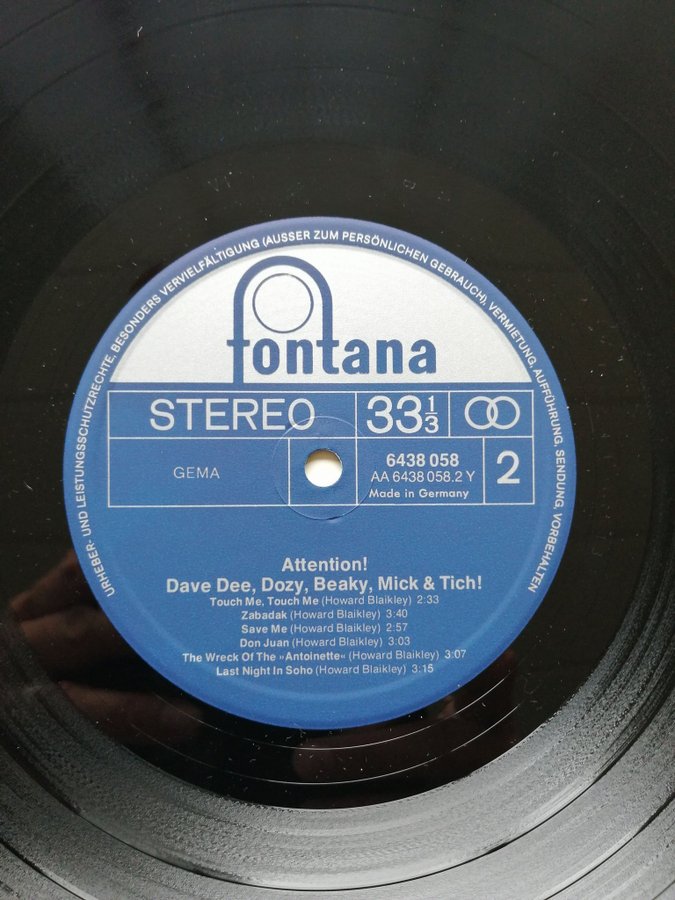 URHEBER- UND LEISTUNGSSCHUTZRECHTE, BESONDERS VERVIELFÄLTIGUNG (AUSSER ZUM PERSÖNLICHEN GEBRAUCH), VERMIETUNG, AUFFÜHRUNG, SENDUNG, VORBEHALTEN
fontana
STEREO 33 1/3
GEMA
6438 058
AA 6438 058.2 Y
Made in Germany
2
Attention!
Dave Dee, Dozy, Beaky, Mick & Tich!
Touch Me, Touch Me (Howard Blaikley) 2:33
Zabadak (Howard Blaikley) 3:40
Save Me (Howard Blaikley) 2:57
Don Juan (Howard Blaikley) 3:03
The Wreck Of The »Antoinette« (Howard Blaikley) 3:07
Last Night In Soho (Howard Blaikley) 3:15